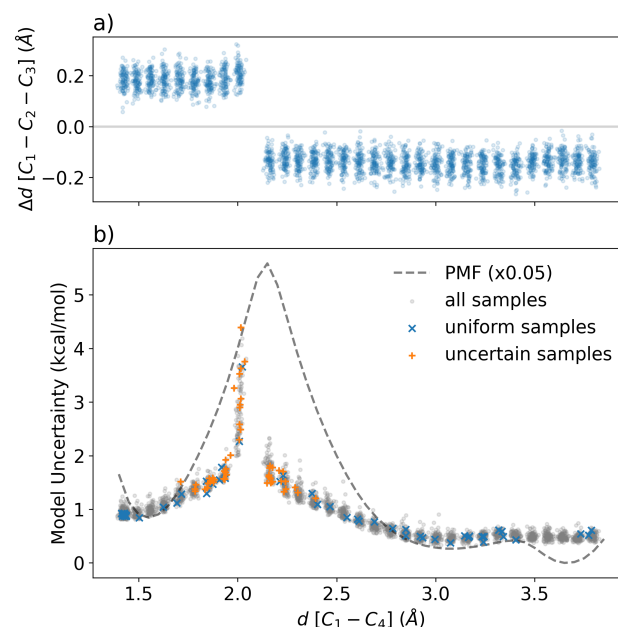 a)
Δd [C₁ − C₂ − C₃] (Å)
0.2
0.0
−0.2
b)
Model Uncertainty (kcal/mol)
5
4
3
2
1
0
PMF (x0.05)
all samples
uniform samples
uncertain samples
1.5 2.0 2.5 3.0 3.5
d [C₁ − C₄] (Å)